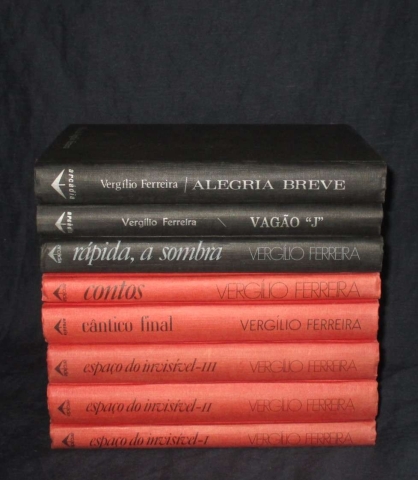 arcádia Vergílio Ferreira / ALEGRIA BREVE
Vergílio Ferreira \ VAGÃO "J"
rápida, a sombra VERGÍLIO FERREIRA
contos VERGÍLIO FERREIRA
cântico final VERGÍLIO FERREIRA
espaço do invisível-III VERGÍLIO FERREIRA
espaço do invisível-II VERGÍLIO FERREIRA
espaço do invisível-I VERGÍLIO FERREIRA